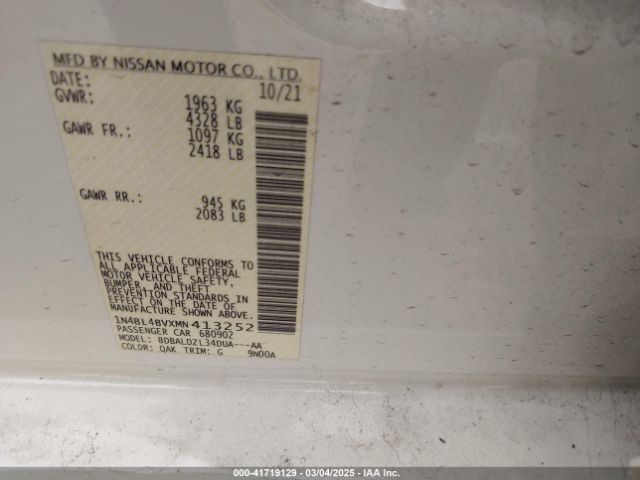 MFD BY NISSAN MOTOR CO., LTD.
DATE: 10/21
GVWR: 1963 KG
4328 LB
GAWR FR.: 1097 KG
2418 LB
GAWR RR.: 945 KG
2083 LB
THIS VEHICLE CONFORMS TO
ALL APPLICABLE FEDERAL
MOTOR VEHICLE SAFETY,
BUMPER, AND THEFT
PREVENTION STANDARDS IN
EFFECT ON THE DATE OF
MANUFACTURE SHOWN ABOVE.
1N4BL4BVXMN413252
PASSENGER CAR 680902
MODEL: BDBALDZL34DUA---AA
COLOR: QAK TRIM: G 9N00A
000-41719129 — 03/04/2025 — IAA Inc.